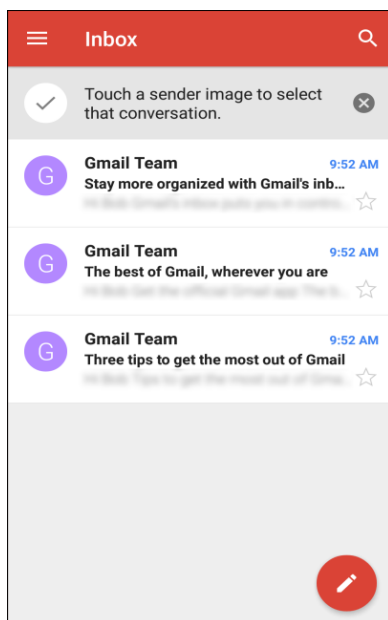 Inbox
Touch a sender image to select
that conversation.
G
Gmail Team
9:52 AM
Stay more organized with Gmail's inb...
G
Gmail Team
9:52 AM
The best of Gmail, wherever you are
G
Gmail Team
9:52 AM
Three tips to get the most out of Gmail